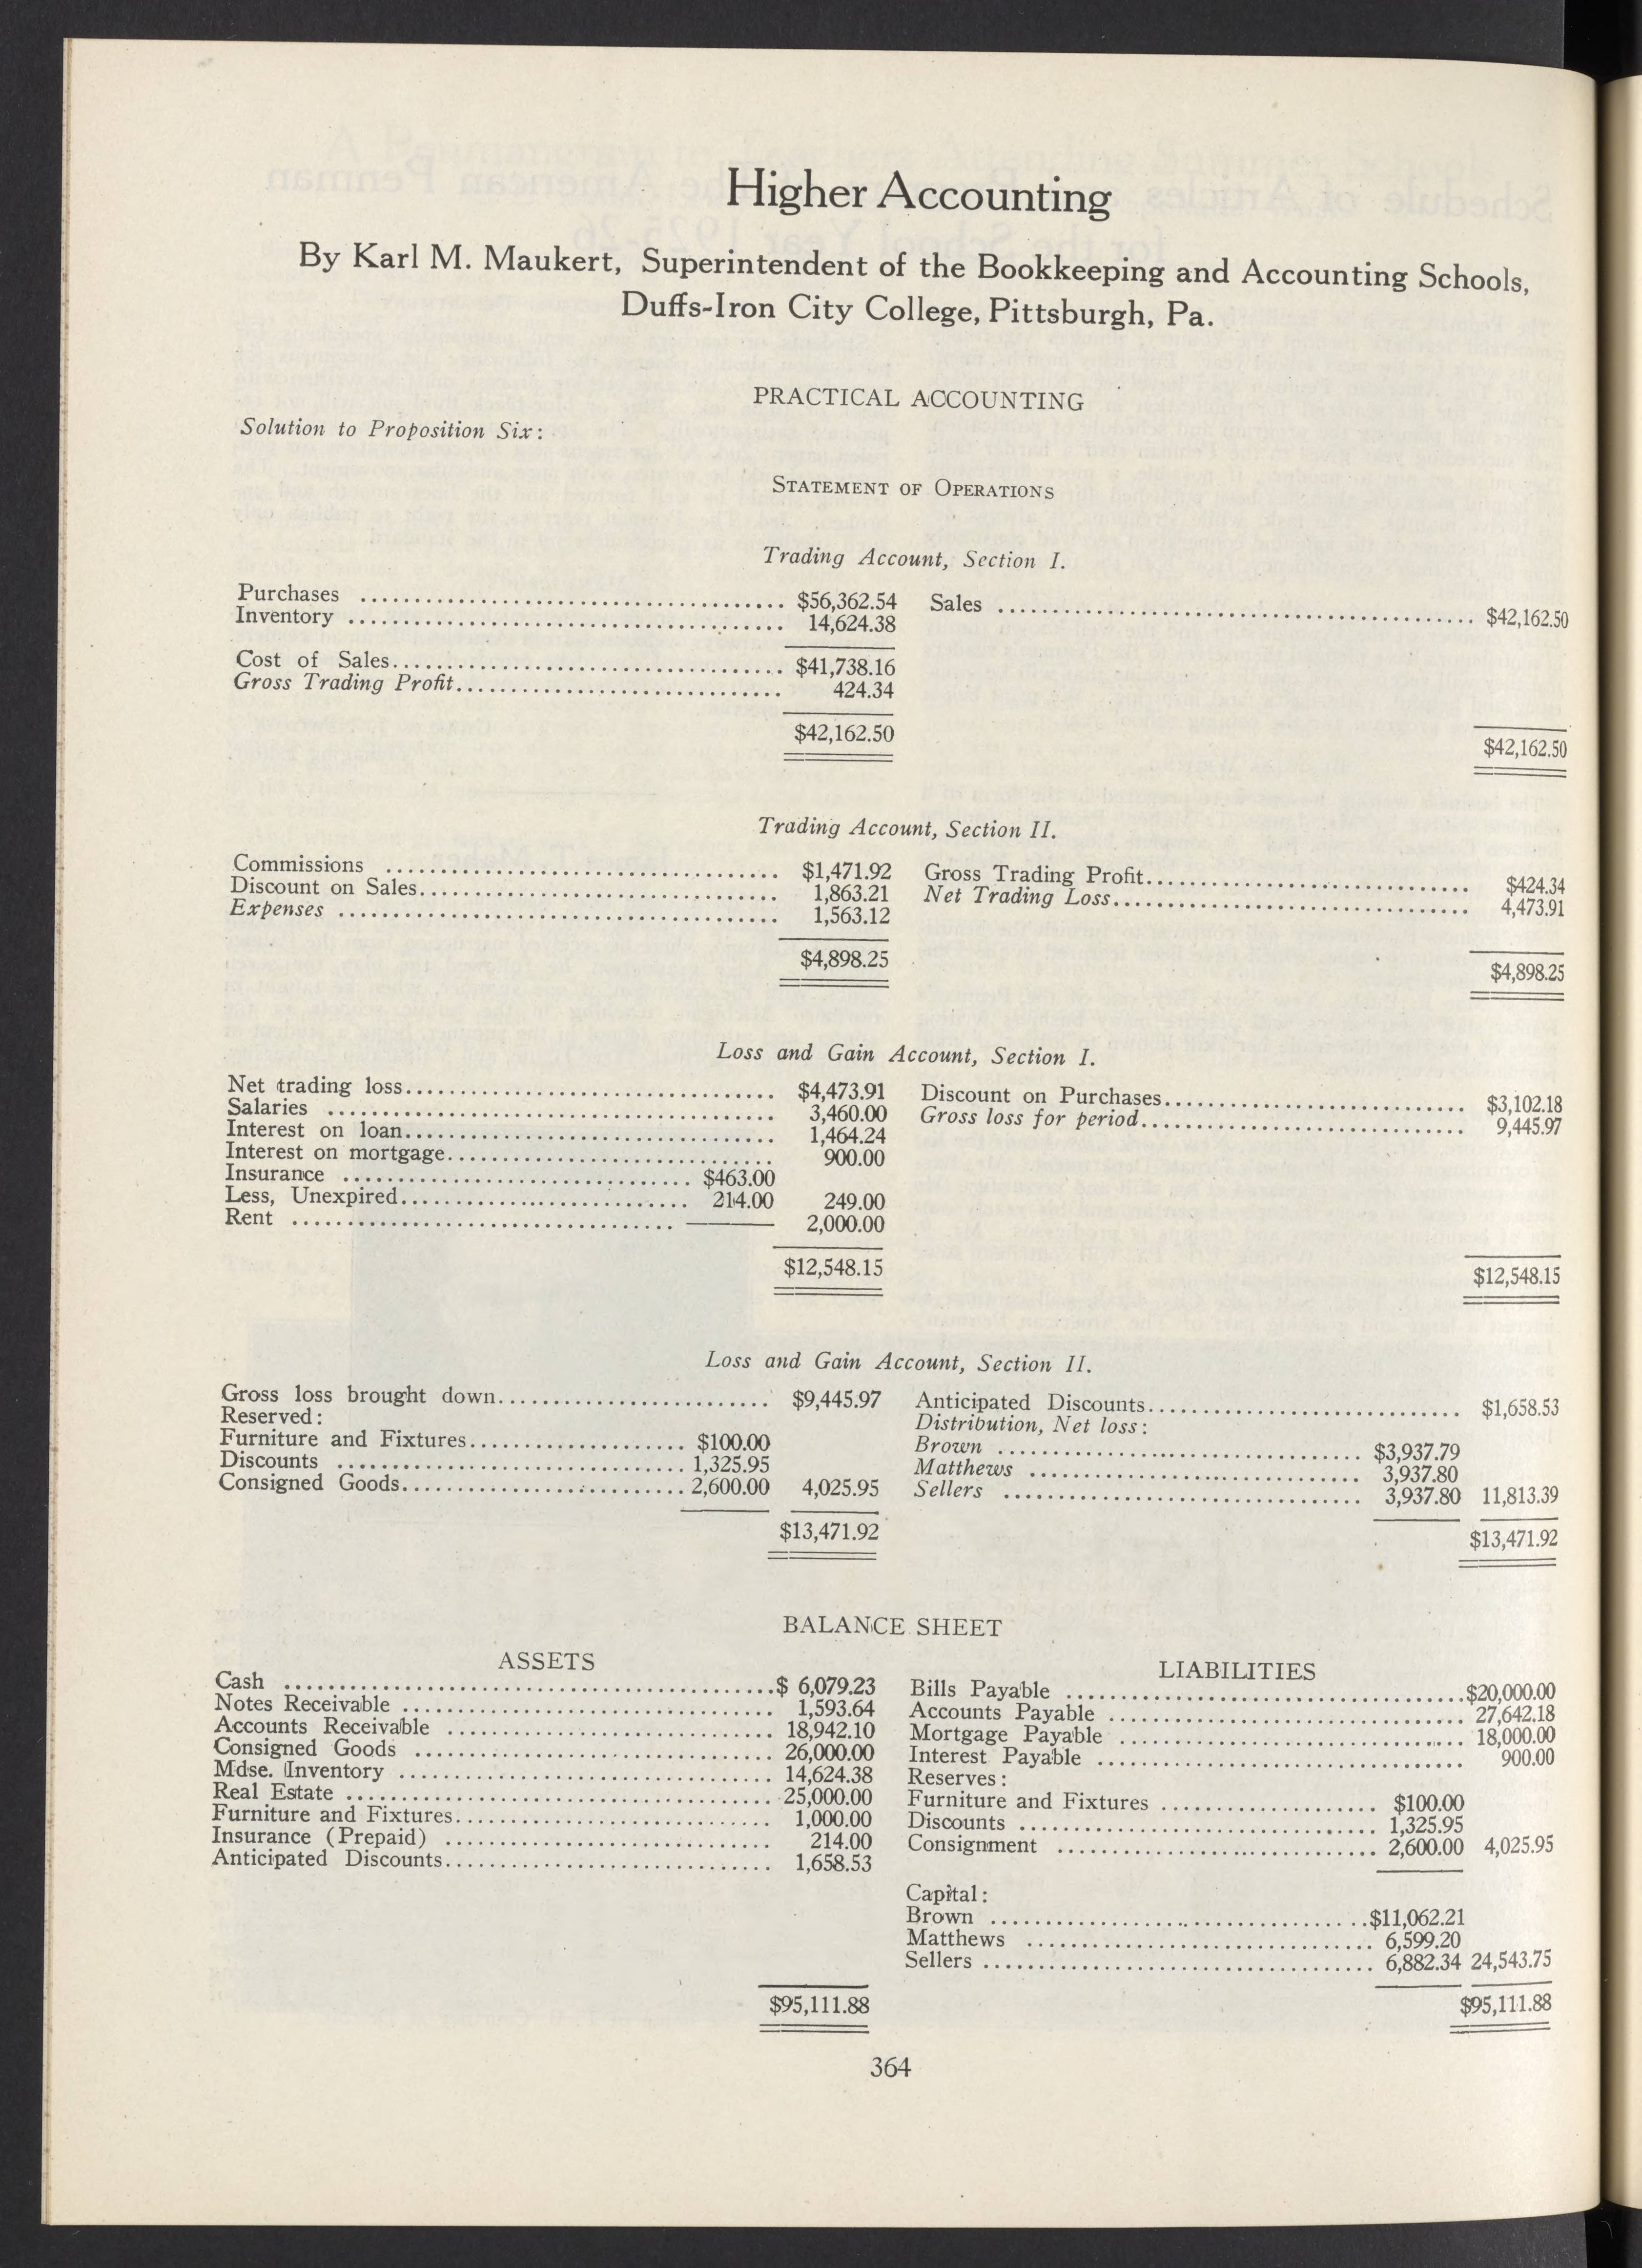 Higher Accounting
By Karl M. Maukert, Superintendent of the Bookkeeping and Accounting Schools,
Duffs-Iron City College, Pittsburgh, Pa.
PRACTICAL ACCOUNTING
Solution to Proposition Six:
STATEMENT OF OPERATIONS
Trading Account, Section I.
Purchases ........ $56,362.54 Sales ........ $42,162.50
Inventory ........ 14,624.38
Cost of Sales........ $41,738.16
Gross Trading Profit........ 424.34
$42,162.50 $42,162.50
Trading Account, Section II.
Commissions ........ $1,471.92 Gross Trading Profit........ $424.34
Discount on Sales........ 1,863.21 Net Trading Loss........ 4,473.91
Expenses ........ 1,563.12
$4,898.25 $4,898.25
Loss and Gain Account, Section I.
Net trading loss........ $4,473.91 Discount on Purchases........ $3,102.18
Salaries ........ 3,460.00 Gross loss for period........ 9,445.97
Interest on loan........ 1,464.24
Interest on mortgage........ 900.00
Insurance ........ $463.00
Less, Unexpired........ 214.00 249.00
Rent ........ 2,000.00
$12,548.15 $12,548.15
Loss and Gain Account, Section II.
Gross loss brought down........ $9,445.97 Anticipated Discounts........ $1,658.53
Reserved: Distribution, Net loss:
Furniture and Fixtures........ $100.00 Brown ........ $3,937.79
Discounts ........ 1,325.95 Matthews ........ 3,937.80
Consigned Goods........ 2,600.00 4,025.95 Sellers ........ 3,937.80 11,813.39
$13,471.92 $13,471.92
BALANCE SHEET
ASSETS LIABILITIES
Cash ........$ 6,079.23 Bills Payable ........$20,000.00
Notes Receivable ........ 1,593.64 Accounts Payable ........ 27,642.18
Accounts Receivable ........ 18,942.10 Mortgage Payable ........ 18,000.00
Consigned Goods ........ 26,000.00 Interest Payable ........ 900.00
Mdse. Inventory ........ 14,624.38 Reserves:
Real Estate ........ 25,000.00 Furniture and Fixtures ........ $100.00
Furniture and Fixtures........ 1,000.00 Discounts ........ 1,325.95
Insurance (Prepaid) ........ 214.00 Consignment ........ 2,600.00 4,025.95
Anticipated Discounts........ 1,658.53
Capital:
Brown ........$11,062.21
Matthews ........ 6,599.20
Sellers ........ 6,882.34 24,543.75
$95,111.88 $95,111.88
364